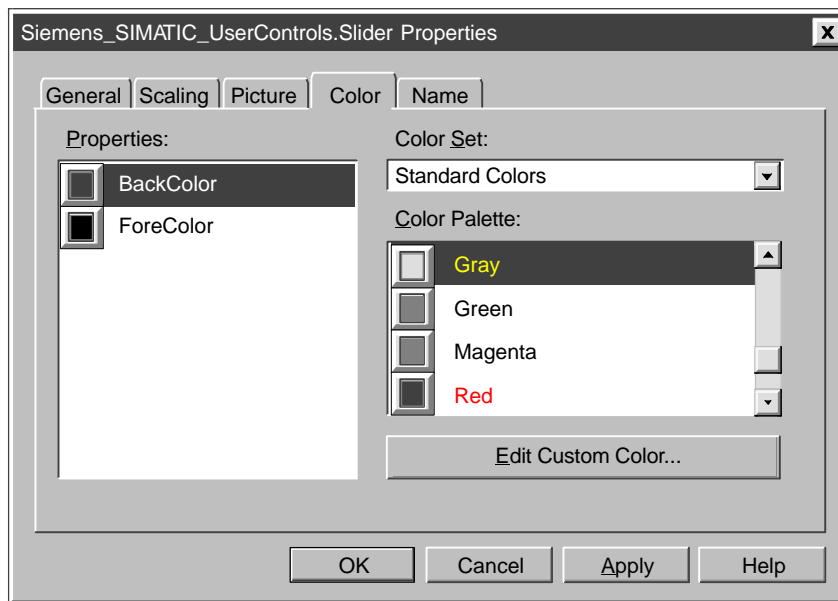 Siemens_SIMATIC_UserControls.Slider Properties
General Scaling Picture Color Name
Properties:
BackColor
ForeColor
Color Set:
Standard Colors
Color Palette:
Gray
Green
Magenta
Red
Edit Custom Color...
OK Cancel Apply Help